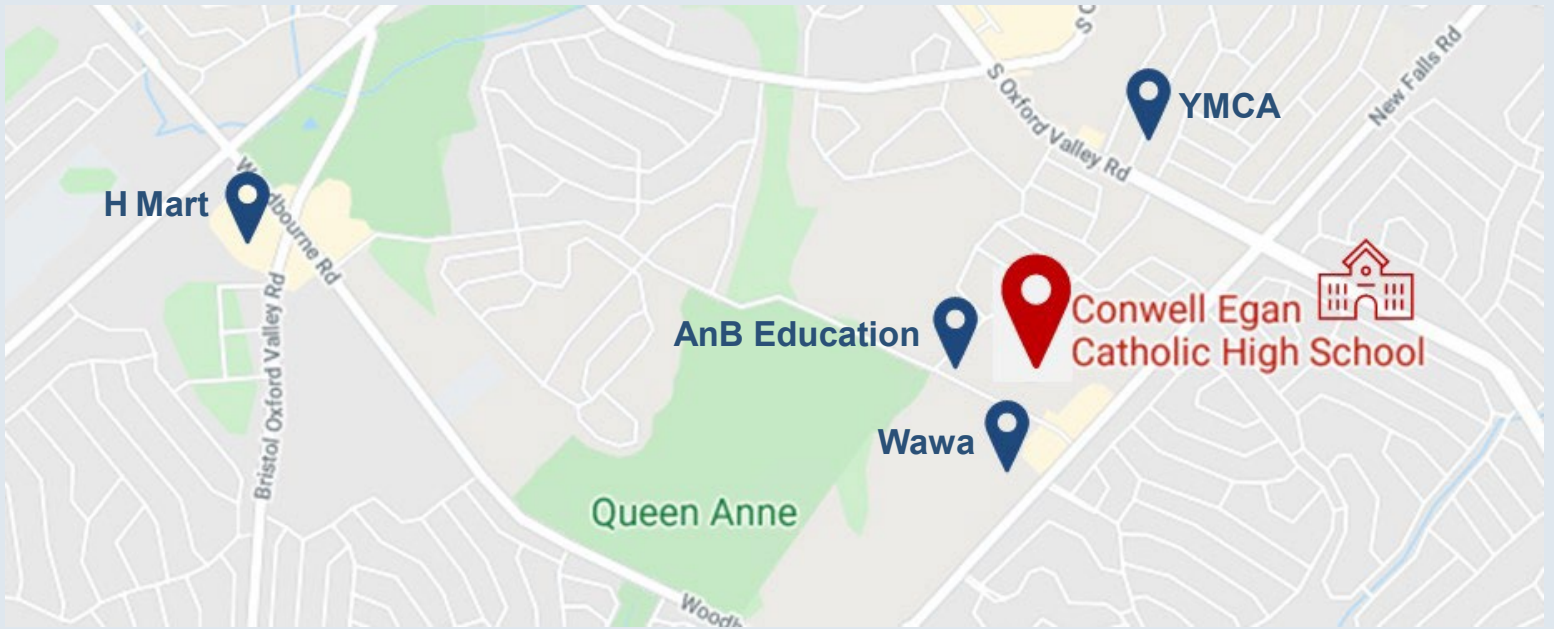 S O
S Oxford Valley Rd
YMCA
New Falls Rd
H Mart
Woodbourne Rd
Bristol Oxford Valley Rd
AnB Education
Conwell Egan
Catholic High School
Wawa
Queen Anne
Woodb